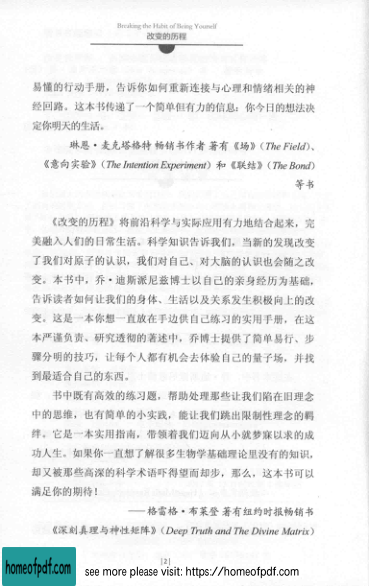 Breaking the Habit of Being Yourself
改变的历程
易懂的行动手册，告诉你如何重新连接与心理和情绪相关的神
经回路。这本书传递了一个简单但有力的信息：你今日的想法决
定你明天的生活。
琳恩·麦克塔格特 畅销书作者 著有《场》（The Field）、
《意向实验》（The Intention Experiment）和《联结》（The Bond）
等书
《改变的历程》将前沿科学与实际应用有力地结合起来，完
美融入人们的日常生活。科学知识告诉我们，当新的发现改变
了我们对原子的认识，我们对自己、对大脑的认识也会随之改
变。本书中，乔·迪斯派尼兹博士以自己的亲身经历为基础，
告诉读者如何让我们的身体、生活以及关系发生积极向上的改
变。这是一本你想一直放在手边供自己练习的实用手册，在这
本严谨负责、研究透彻的著述中，乔博士提供了简单易行、步
骤分明的技巧，让每个人都有机会去体验自己的量子场，并找
到最适合自己的东西。
书中既有高效的练习题，帮助处理那些让我们陷在旧理念
中的思维，也有简单的小实践，能让我们跳出限制性理念的羁
绊。它是一本实用指南，带领着我们迈向从小就梦寐以求的成
功人生。如果你一直想了解很多生物学基础理论里没有的知识，
却又被那些高深的科学术语吓得望而却步，那么，这本书可以
满足你的期待！
——格雷格·布莱登 著有纽约时报畅销书
《深刻真理与神性矩阵》（Deep Truth and The Divine Matrix）
|2|
homeofpdf.com
see more please visit: https://homeofpdf.com